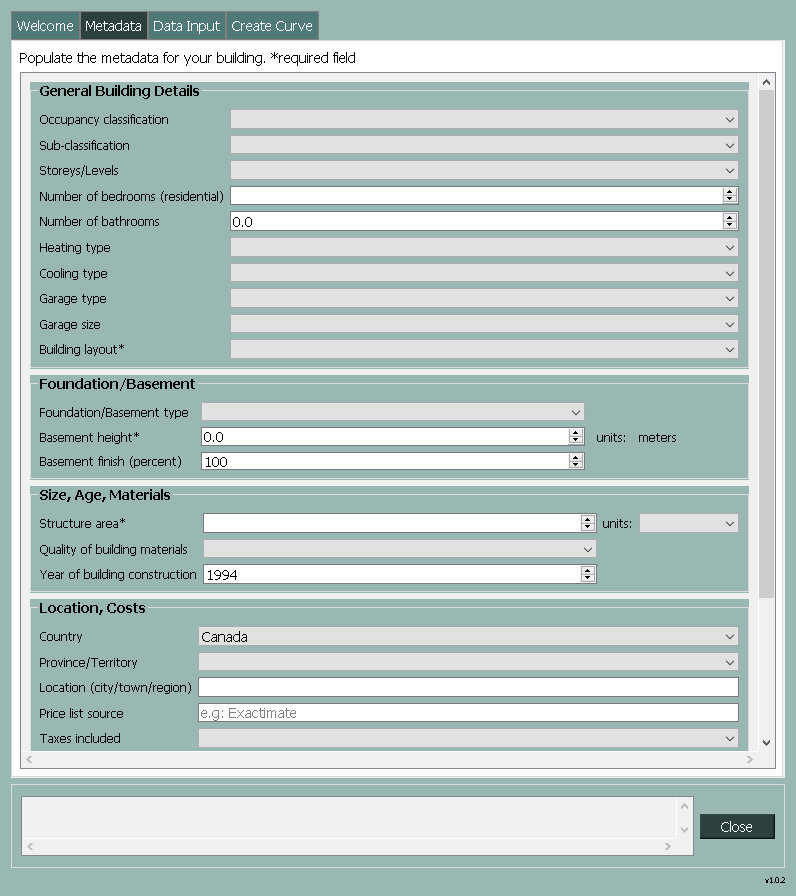 Welcome Metadata Data Input Create Curve
Populate the metadata for your building. *required field
General Building Details
Occupancy classification
Sub-classification
Storeys/Levels
Number of bedrooms (residential)
Number of bathrooms 0.0
Heating type
Cooling type
Garage type
Garage size
Building layout*
Foundation/Basement
Foundation/Basement type
Basement height* 0.0 units: meters
Basement finish (percent) 100
Size, Age, Materials
Structure area* units:
Quality of building materials
Year of building construction 1994
Location, Costs
Country Canada
Province/Territory
Location (city/town/region)
Price list source e.g: Exactimate
Taxes included
Close
v1.0.2